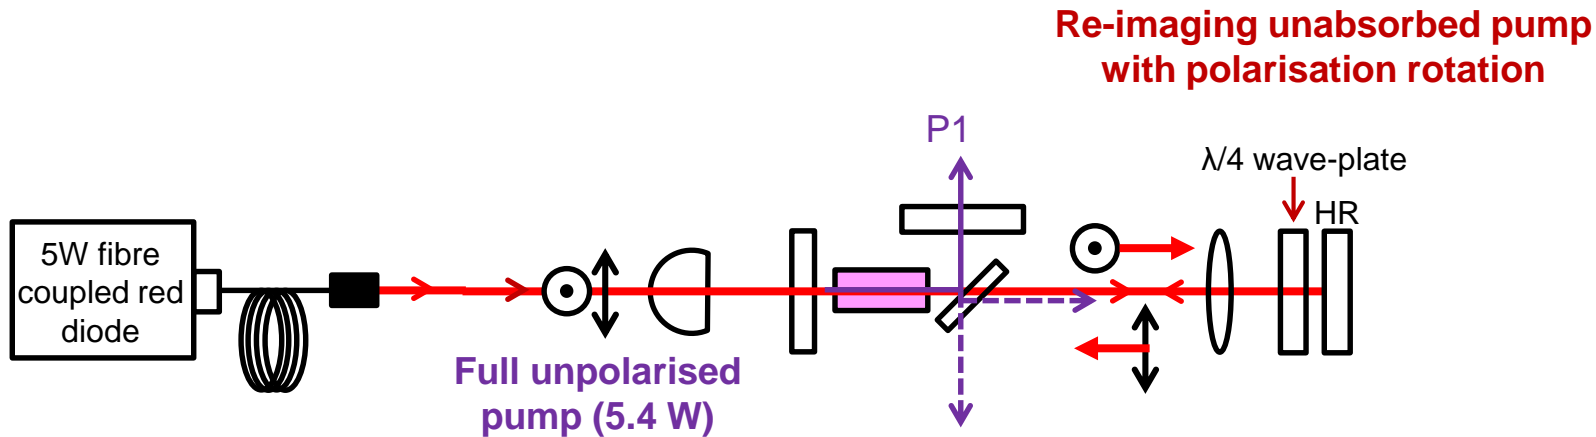 Re-imaging unabsorbed pump
with polarisation rotation
P1
λ/4 wave-plate
HR
5W fibre
coupled red
diode
Full unpolarised
pump (5.4 W)